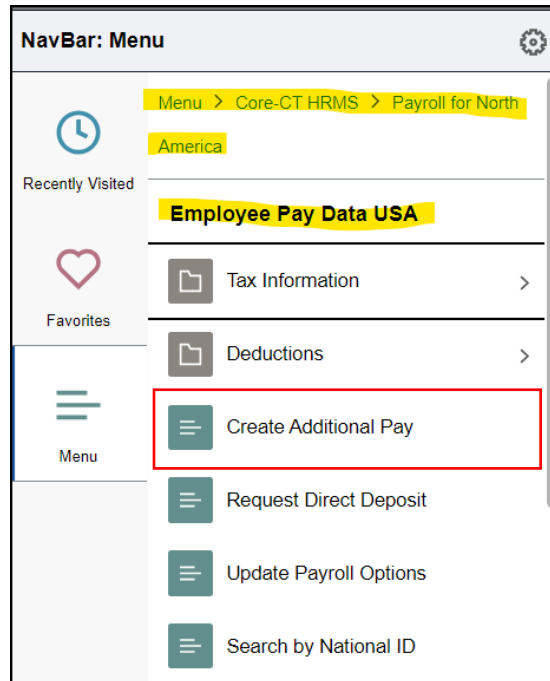 NavBar: Menu
Recently Visited
Favorites
Menu
Menu > Core-CT HRMS > Payroll for North
America
Employee Pay Data USA
Tax Information
Deductions
Create Additional Pay
Request Direct Deposit
Update Payroll Options
Search by National ID